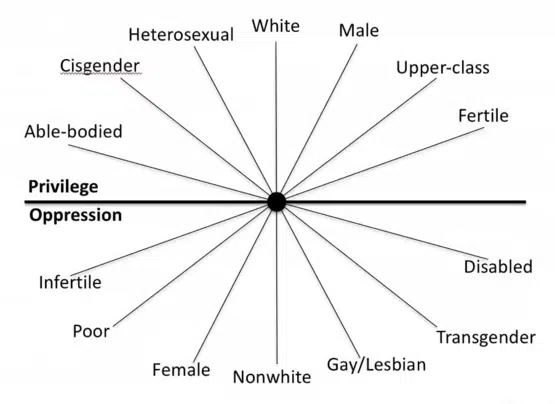 White
Heterosexual
Male
Cisgender
Upper-class
Fertile
Able-bodied
Privilege
Oppression
Disabled
Infertile
Poor
Transgender
Female
Nonwhite
Gay/Lesbian